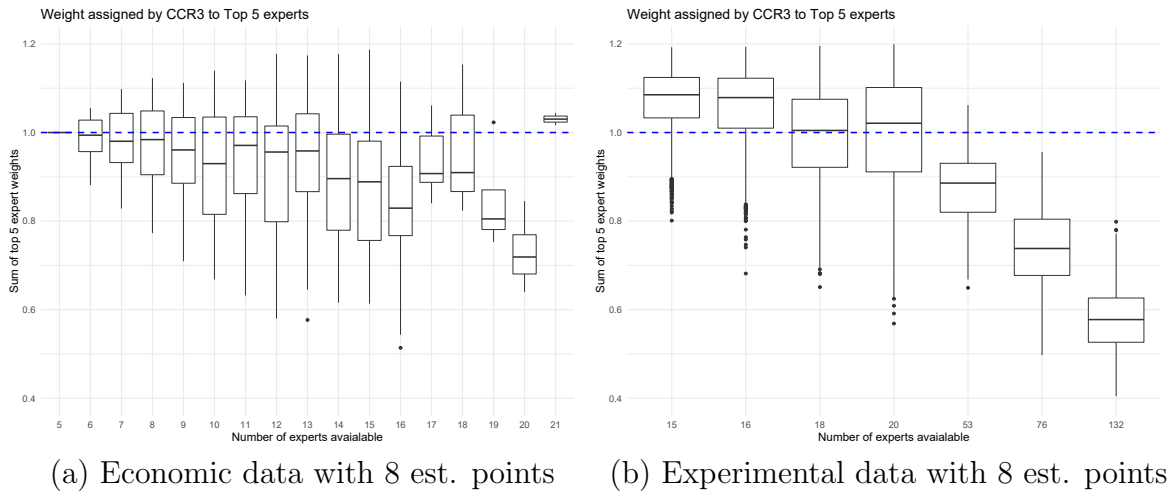 Weight assigned by CCR3 to Top 5 experts
Sum of top 5 expert weights
1.2
1.0
0.8
0.6
0.4
5 6 7 8 9 10 11 12 13 14 15 16 17 18 19 20 21
Number of experts avaialable
(a) Economic data with 8 est. points
Weight assigned by CCR3 to Top 5 experts
Sum of top 5 expert weights
1.2
1.0
0.8
0.6
0.4
15 16 18 20 53 76 132
Number of experts avaialable
(b) Experimental data with 8 est. points